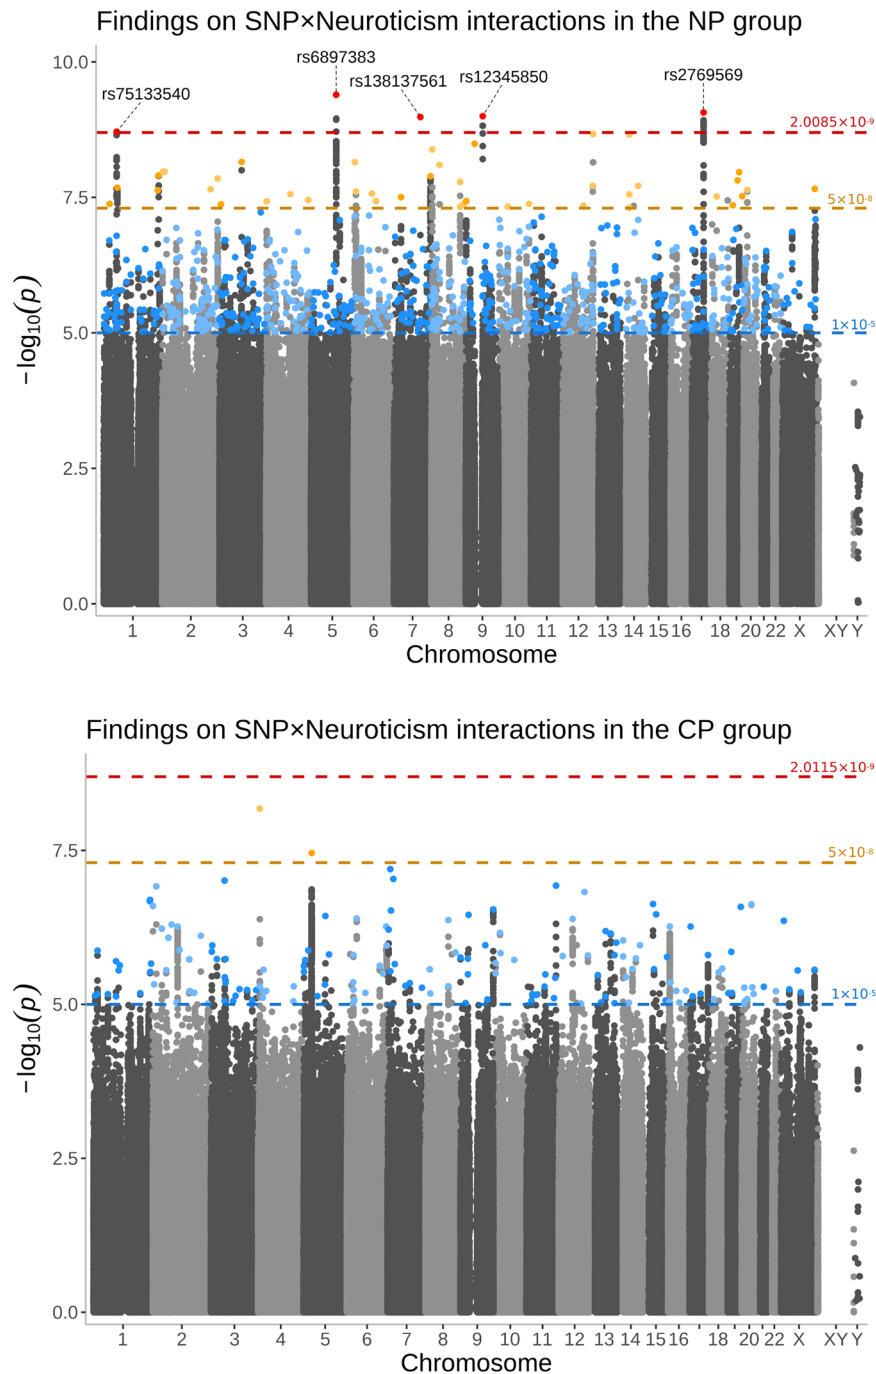 Findings on SNP×Neuroticism interactions in the NP group
10.0
rs6897383
rs138137561
rs12345850
rs2769569
rs75133540
2.0085×10-9
7.5
5×10-8
5.0
1×10-5
−log10(p)
2.5
0.0
1 2 3 4 5 6 7 8 9 10 11 12 13 14 15 16 18 20 22 X XY Y
Chromosome
Findings on SNP×Neuroticism interactions in the CP group
2.0115×10-9
7.5
5×10-8
5.0
1×10-5
−log10(p)
2.5
0.0
1 2 3 4 5 6 7 8 9 10 11 12 13 14 15 16 18 20 22 X XY Y
Chromosome